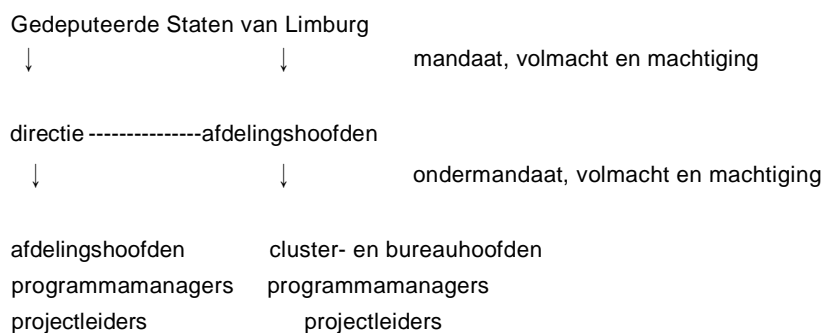 Gedeputeerde Staten van Limburg
↓ ↓ mandaat, volmacht en machtiging
directie ---------------afdelingshoofden
↓ ↓ ondermandaat, volmacht en machtiging
afdelingshoofden cluster- en bureauhoofden
programmamanagers programmamanagers
projectleiders projectleiders